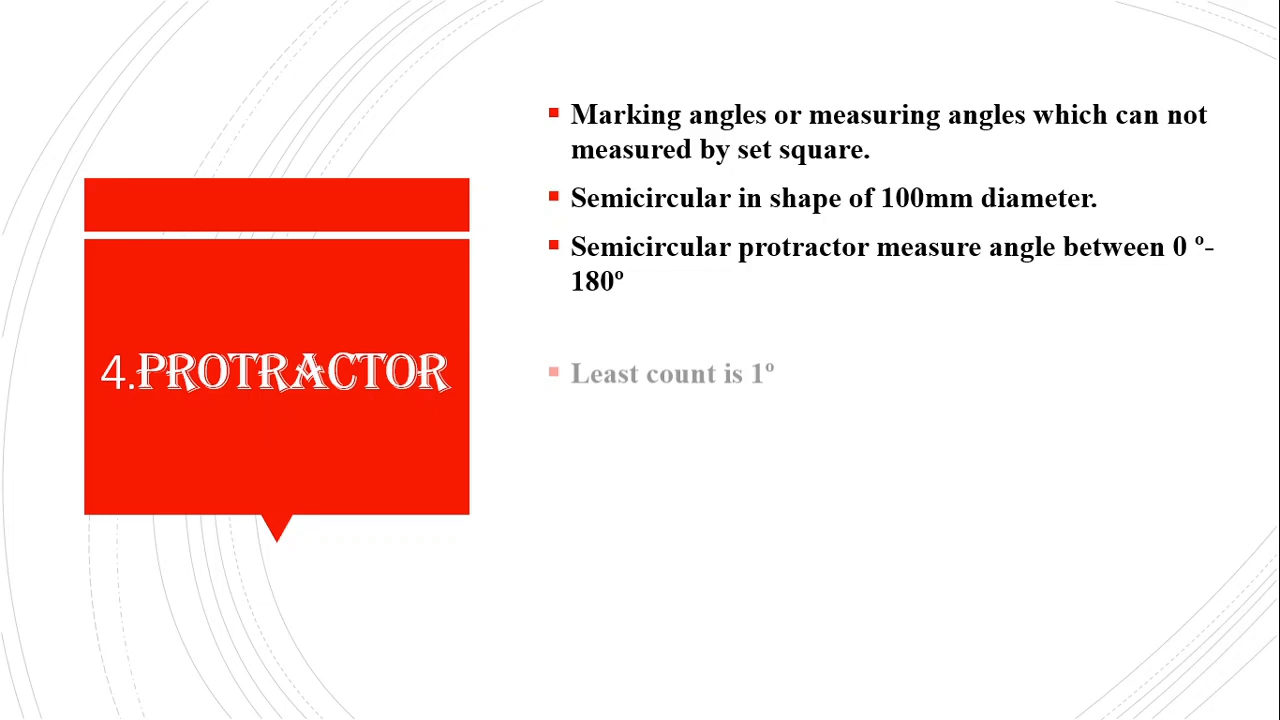 4.PROTRACTOR
Marking angles or measuring angles which can not
measured by set square.
Semicircular in shape of 100mm diameter.
Semicircular protractor measure angle between 0 º-
180º
Least count is 1º